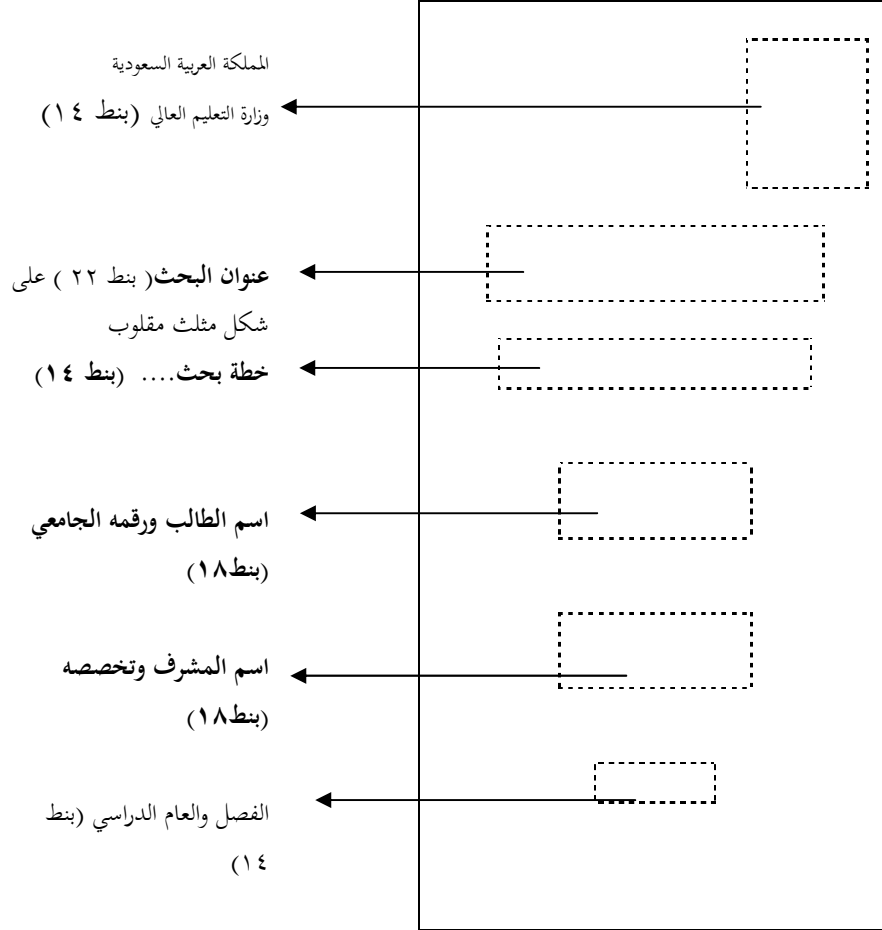 المملكة العربية السعودية
وزارة التعليم العالي (بنط ١٤)
عنوان البحث( بنط ٢٢ ) على
شكل مثلث مقلوب
خطة بحث.... (بنط ١٤)
اسم الطالب ورقمه الجامعي
(بنط١٨)
اسم المشرف وتخصصه
(بنط١٨)
الفصل والعام الدراسي (بنط
١٤)